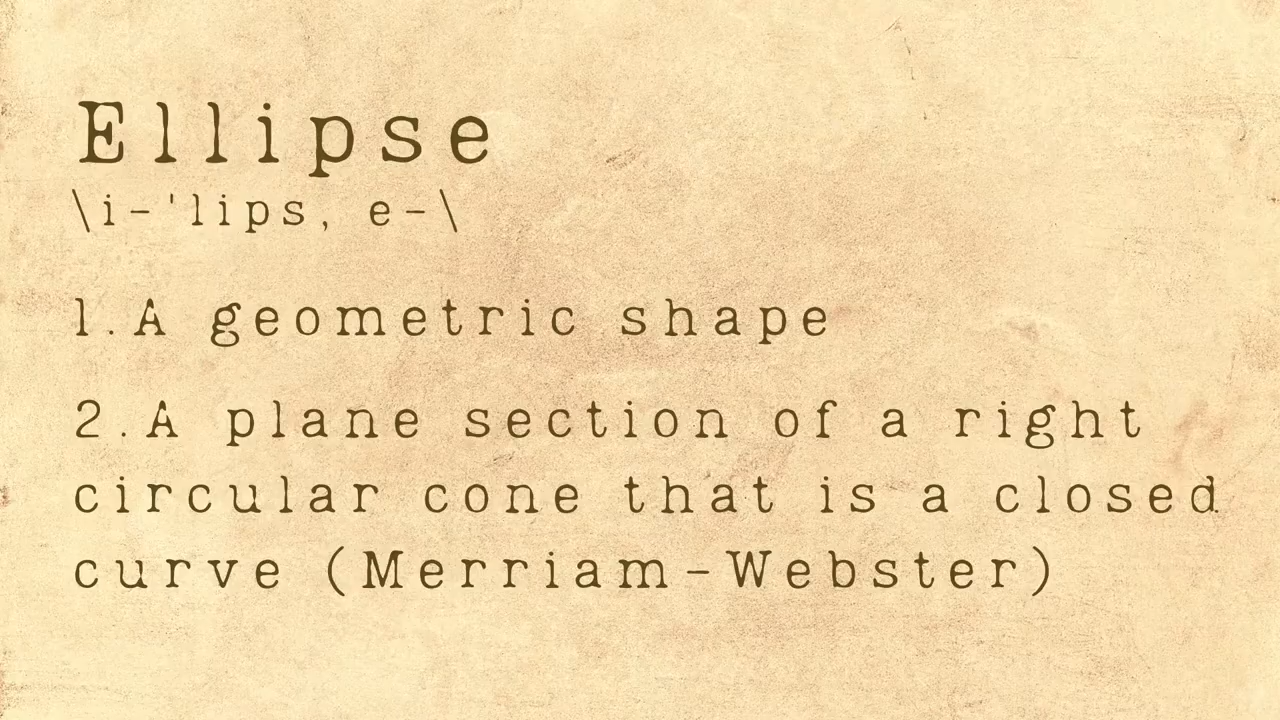 Ellipse
\i-'lips, e-\
1.A geometric shape
2.A plane section of a right
circular cone that is a closed
curve (Merriam-Webster)